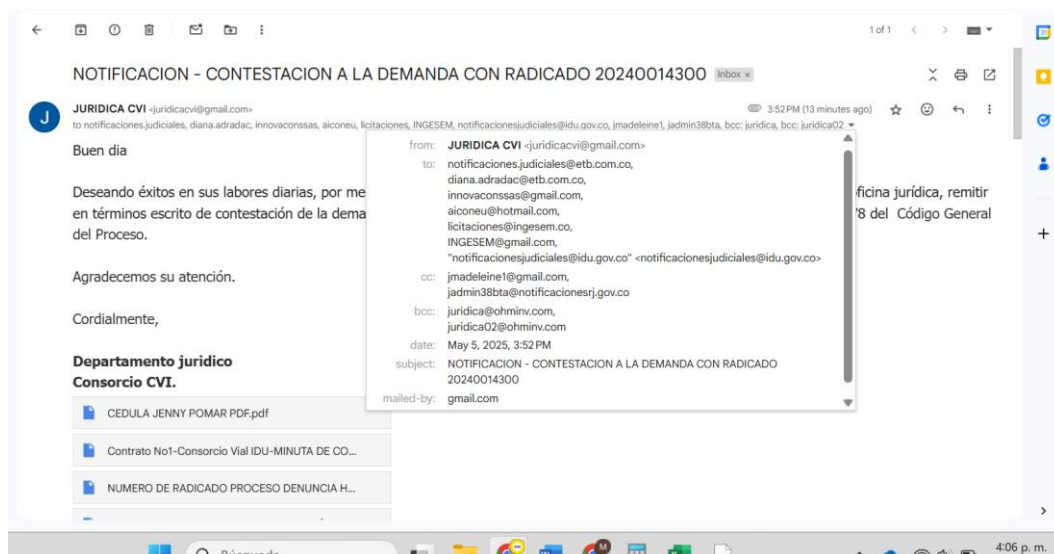 1 of 1
NOTIFICACION - CONTESTACION A LA DEMANDA CON RADICADO 20240014300 Inbox x
J
JURIDICA CVI <juridicacvi@gmail.com>
3:52 PM (13 minutes ago)
to notificaciones.judiciales, diana.adradac, innovaconssas, aiconeu, licitaciones, INGESEM, notificacionesjudiciales@idu.gov.co, jmadeleine1, jadmin38bta, bcc: juridica, bcc: juridica02
Buen dia
Deseando éxitos en sus labores diarias, por me
oficina jurídica, remitir
en términos escrito de contestación de la dema
78 del Código General
del Proceso.
Agradecemos su atención.
Cordialmente,
Departamento juridico
Consorcio CVI.
from: JURIDICA CVI <juridicacvi@gmail.com>
to: notificaciones.judiciales@etb.com.co,
diana.adradac@etb.com.co,
innovaconssas@gmail.com,
aiconeu@hotmail.com,
licitaciones@ingesem.co,
INGESEM@gmail.com,
"notificacionesjudiciales@idu.gov.co" <notificacionesjudiciales@idu.gov.co>
cc: jmadeleine1@gmail.com,
jadmin38bta@notificacionesrj.gov.co
bcc: juridica@ohminv.com,
juridica02@ohminv.com
date: May 5, 2025, 3:52 PM
subject: NOTIFICACION - CONTESTACION A LA DEMANDA CON RADICADO
20240014300
mailed-by: gmail.com
CEDULA JENNY POMAR PDF.pdf
Contrato No1-Consorcio Vial IDU-MINUTA DE CO...
NUMERO DE RADICADO PROCESO DENUNCIA H...
Búsqueda
4:06 p. m.